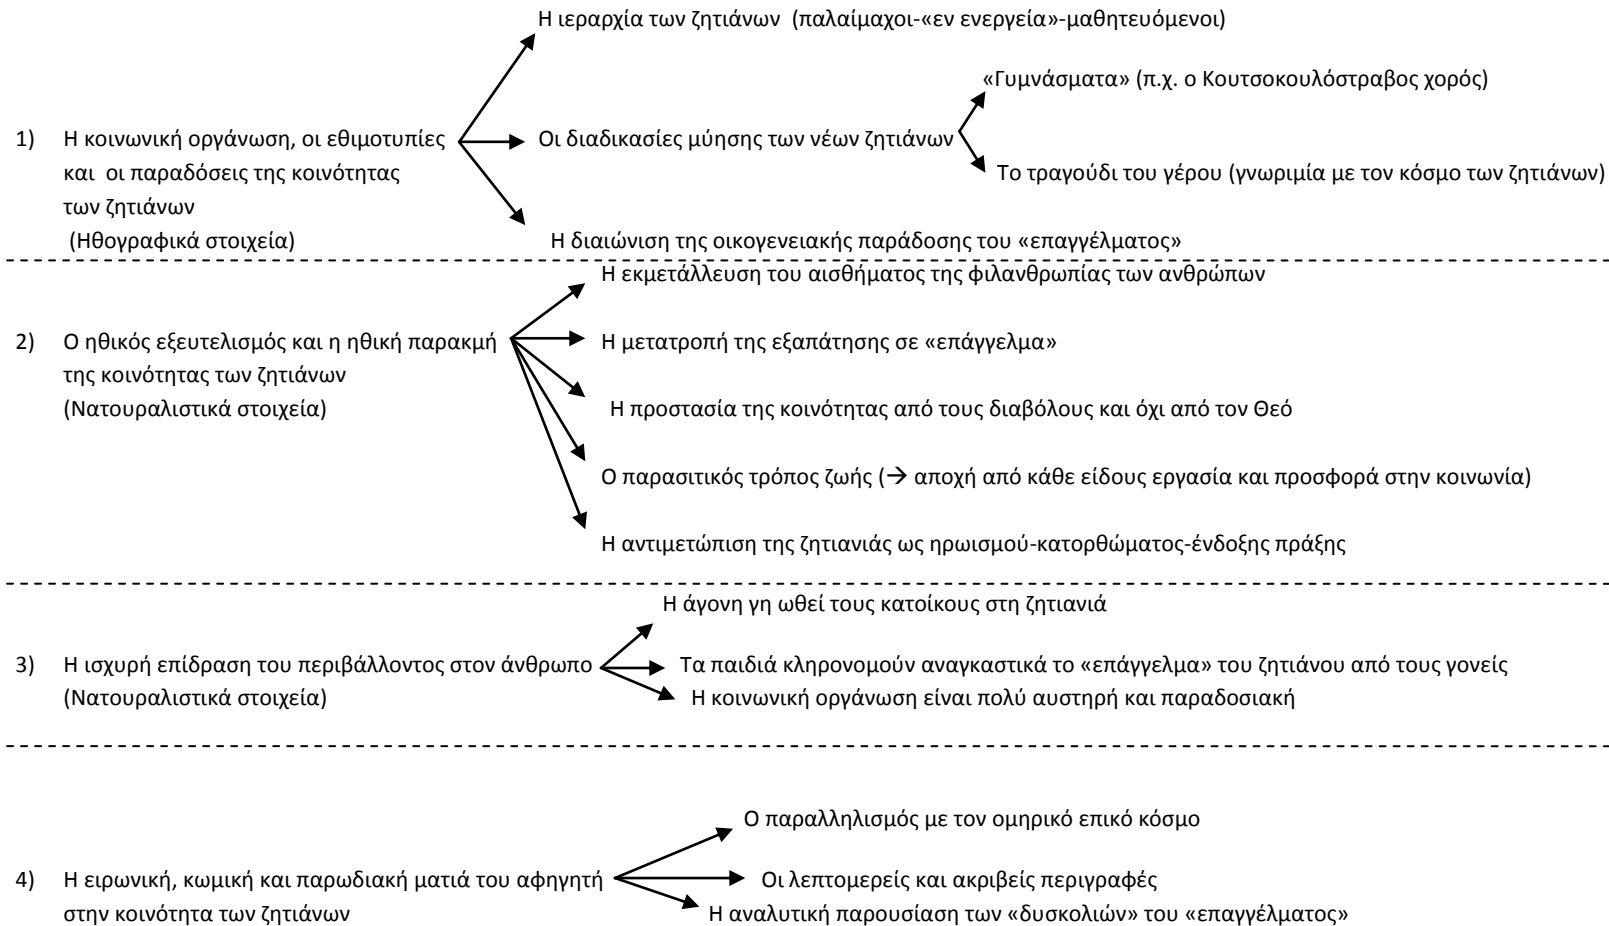 Η ιεραρχία των ζητιάνων (παλαίμαχοι-«εν ενεργεία»-μαθητευόμενοι)
«Γυμνάσματα» (π.χ. ο Κουτσοκουλόστραβος χορός)
1) Η κοινωνική οργάνωση, οι εθιμοτυπίες
Οι διαδικασίες μύησης των νέων ζητιάνων
και οι παραδόσεις της κοινότητας
Το τραγούδι του γέρου (γνωριμία με τον κόσμο των ζητιάνων)
των ζητιάνων
(Ηθογραφικά στοιχεία)
Η διαιώνιση της οικογενειακής παράδοσης του «επαγγέλματος»
Η εκμετάλλευση του αισθήματος της φιλανθρωπίας των ανθρώπων
2) Ο ηθικός εξευτελισμός και η ηθική παρακμή
Η μετατροπή της εξαπάτησης σε «επάγγελμα»
της κοινότητας των ζητιάνων
(Νατουραλιστικά στοιχεία)
Η προστασία της κοινότητας από τους διαβόλους και όχι από τον Θεό
Ο παρασιτικός τρόπος ζωής (→ αποχή από κάθε είδους εργασία και προσφορά στην κοινωνία)
Η αντιμετώπιση της ζητιανιάς ως ηρωισμού-κατορθώματος-ένδοξης πράξης
Η άγονη γη ωθεί τους κατοίκους στη ζητιανιά
3) Η ισχυρή επίδραση του περιβάλλοντος στον άνθρωπο
Τα παιδιά κληρονομούν αναγκαστικά το «επάγγελμα» του ζητιάνου από τους γονείς
(Νατουραλιστικά στοιχεία)
Η κοινωνική οργάνωση είναι πολύ αυστηρή και παραδοσιακή
Ο παραλληλισμός με τον ομηρικό επικό κόσμο
4) Η ειρωνική, κωμική και παρωδιακή ματιά του αφηγητή
Οι λεπτομερείς και ακριβείς περιγραφές
στην κοινότητα των ζητιάνων
Η αναλυτική παρουσίαση των «δυσκολιών» του «επαγγέλματος»